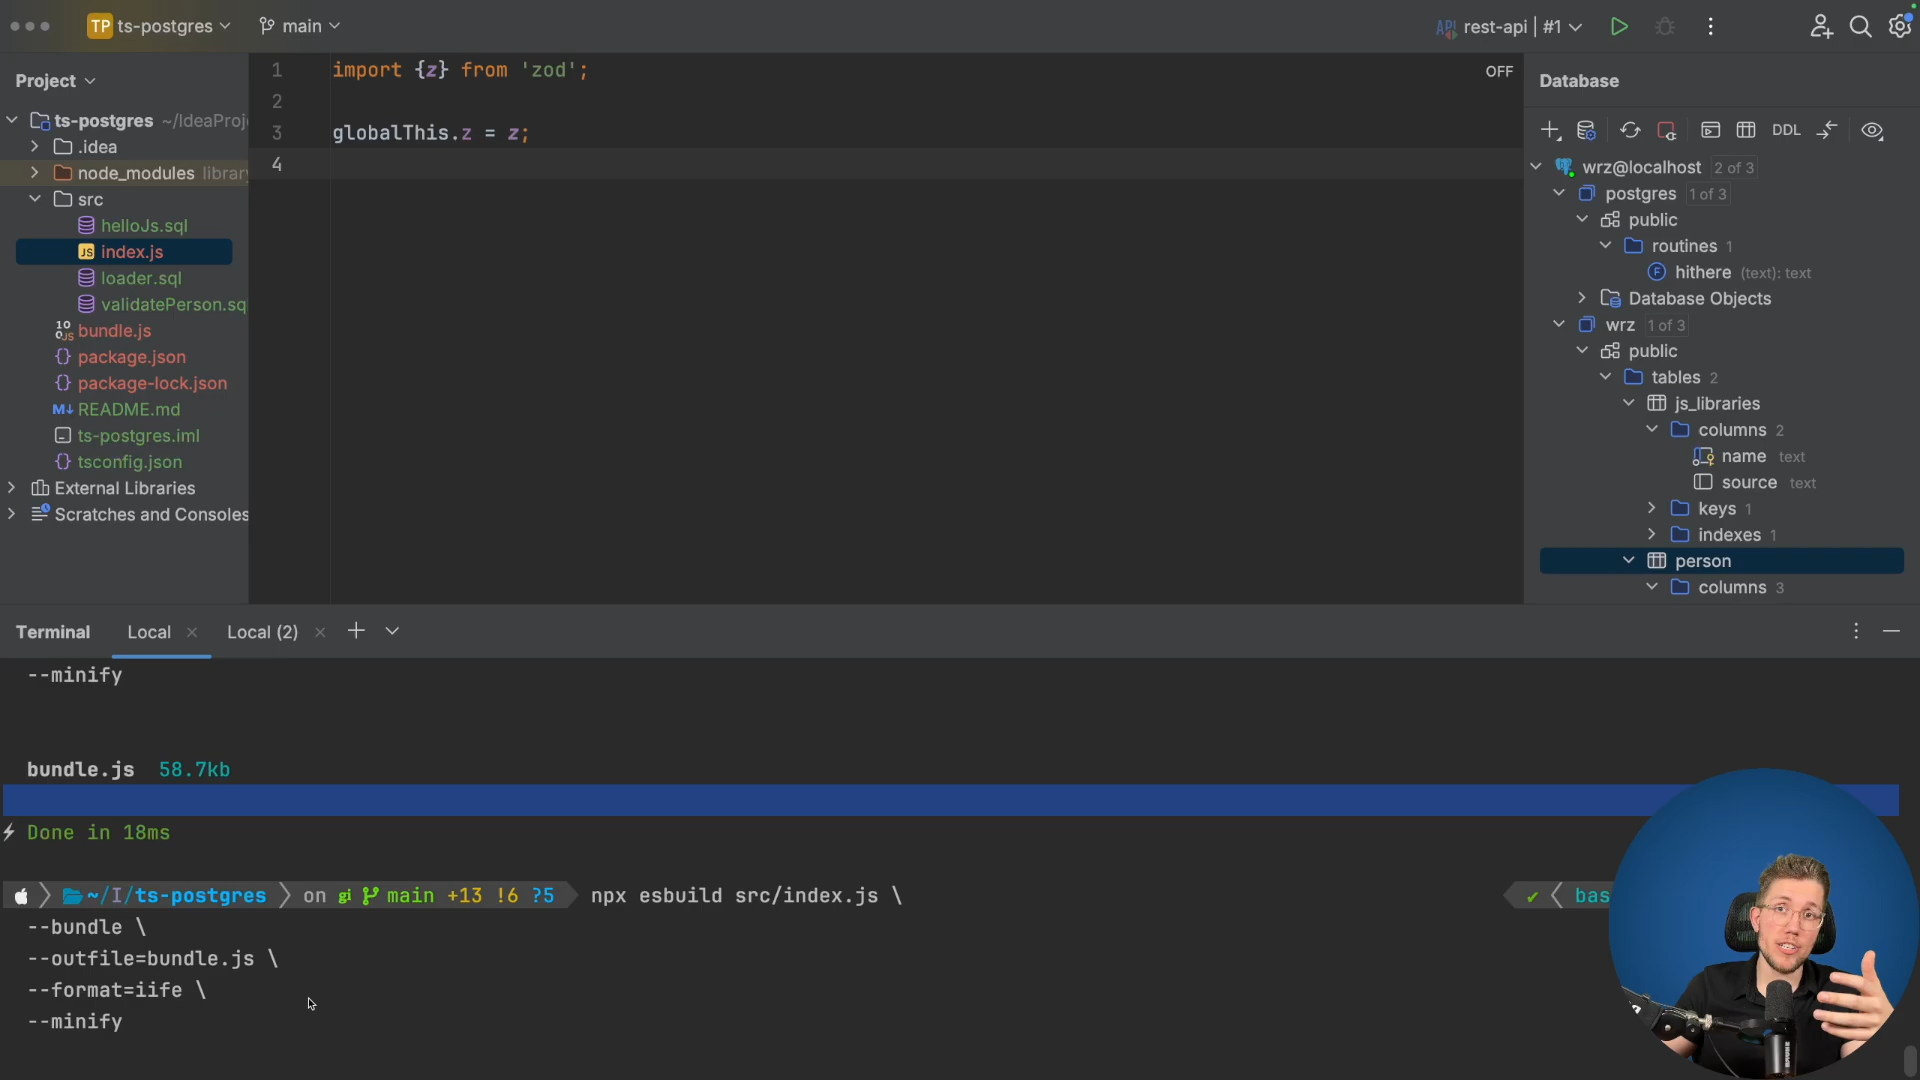 TP ts-postgres
main
API rest-api | #1
Project
ts-postgres ~/IdeaProj
.idea
node_modules library
src
helloJs.sql
JS index.js
loader.sql
validatePerson.sq
bundle.js
package.json
package-lock.json
M↓ README.md
ts-postgres.iml
tsconfig.json
External Libraries
Scratches and Consoles
1 import {z} from 'zod';
2
3 globalThis.z = z;
4
OFF
Database
DDL
wrz@localhost 2 of 3
postgres 1 of 3
public
routines 1
hithere (text): text
Database Objects
wrz 1 of 3
public
tables 2
js_libraries
columns 2
name text
source text
keys 1
indexes 1
person
columns 3
Terminal
Local
Local (2)
--minify
bundle.js 58.7kb
Done in 18ms
~/I/ts-postgres on main +13 !6 ?5 npx esbuild src/index.js \
✔ bas
--bundle \
--outfile=bundle.js \
--format=iife \
--minify